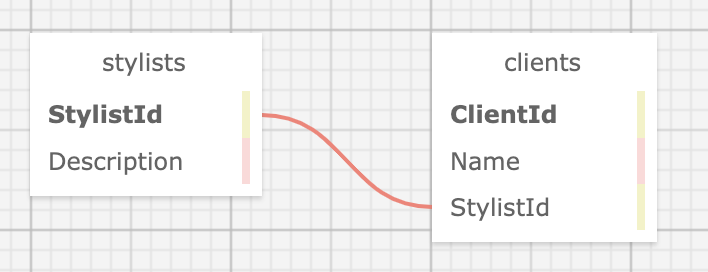 stylists
StylistId
Description
clients
ClientId
Name
StylistId